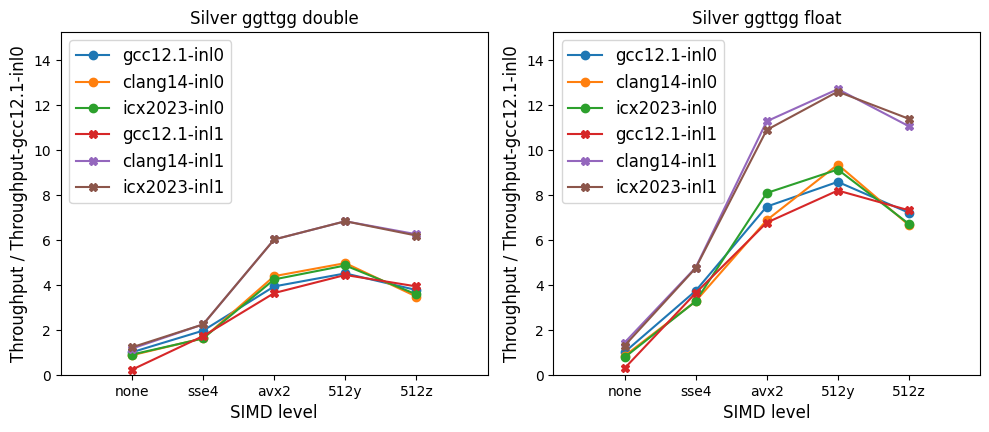 Silver ggttgg double
Throughput / Throughput-gcc12.1-inl0
14
12
10
8
6
4
2
0
gcc12.1-inl0
clang14-inl0
icx2023-inl0
gcc12.1-inl1
clang14-inl1
icx2023-inl1
none sse4 avx2 512y 512z
SIMD level
Silver ggttgg float
Throughput / Throughput-gcc12.1-inl0
14
12
10
8
6
4
2
0
gcc12.1-inl0
clang14-inl0
icx2023-inl0
gcc12.1-inl1
clang14-inl1
icx2023-inl1
none sse4 avx2 512y 512z
SIMD level